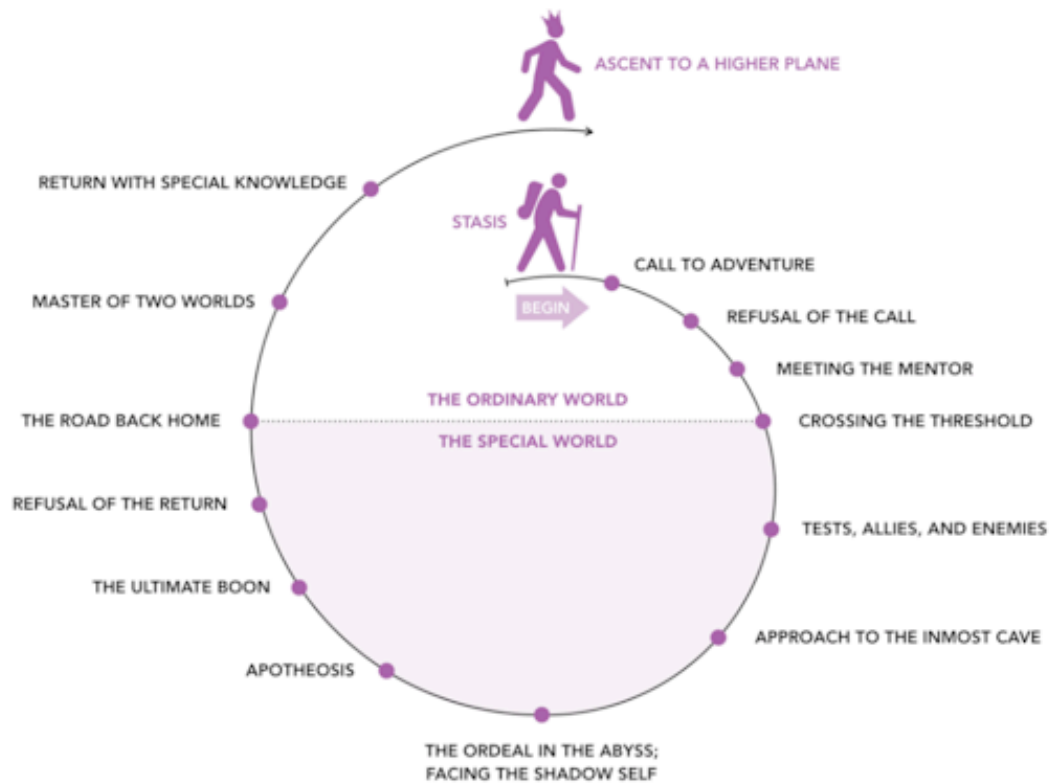 ASCENT TO A HIGHER PLANE
STASIS
BEGIN
CALL TO ADVENTURE
REFUSAL OF THE CALL
MEETING THE MENTOR
CROSSING THE THRESHOLD
THE ORDINARY WORLD
THE SPECIAL WORLD
TESTS, ALLIES, AND ENEMIES
APPROACH TO THE INMOST CAVE
THE ORDEAL IN THE ABYSS;
FACING THE SHADOW SELF
APOTHEOSIS
THE ULTIMATE BOON
REFUSAL OF THE RETURN
THE ROAD BACK HOME
MASTER OF TWO WORLDS
RETURN WITH SPECIAL KNOWLEDGE